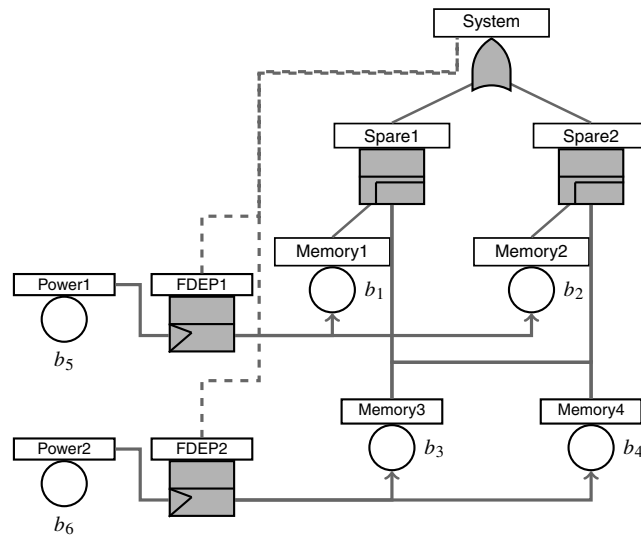 System
Spare1
Spare2
Memory1
Memory2
Power1
FDEP1
b1
b2
b5
Memory3
Memory4
Power2
FDEP2
b3
b4
b6